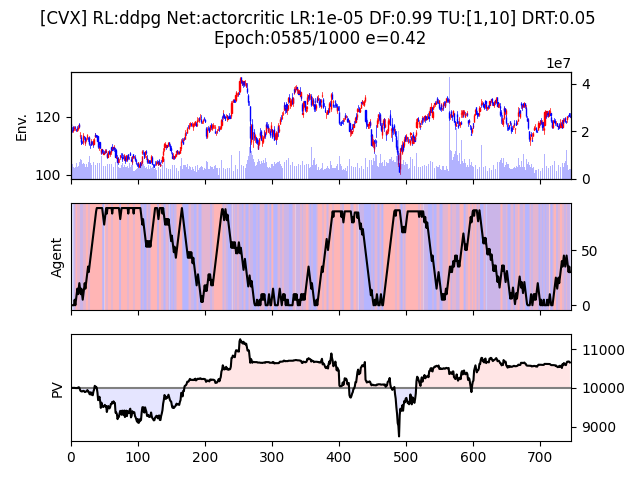 [CVX] RL:ddpg Net:actorcritic LR:1e-05 DF:0.99 TU:[1,10] DRT:0.05
Epoch:0585/1000 e=0.42
1e7
Env.
120
100
4
2
0
Agent
50
0
PV
11000
10000
9000
0 100 200 300 400 500 600 700